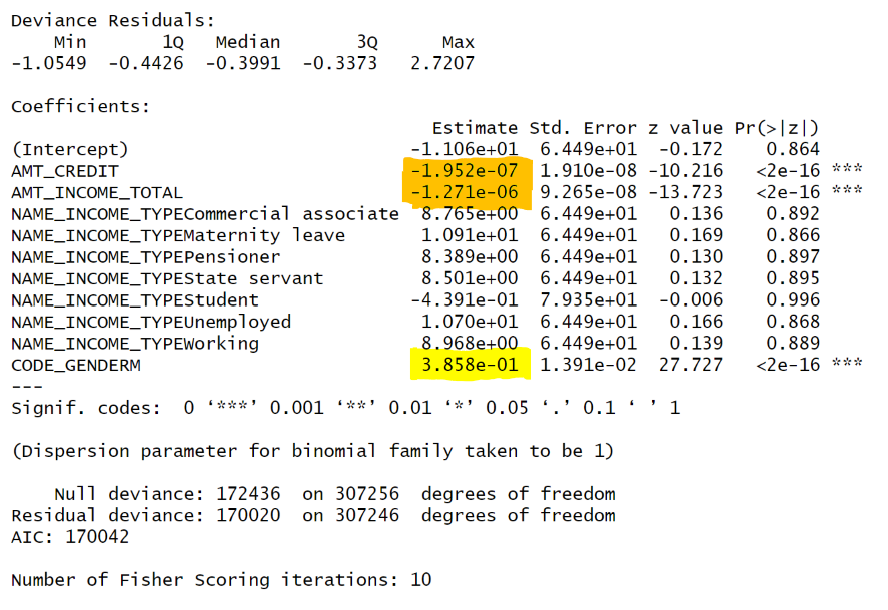 Deviance Residuals:
    Min       1Q   Median       3Q      Max
-1.0549  -0.4426  -0.3991  -0.3373   2.7207
Coefficients:
                                      Estimate Std. Error z value Pr(>|z|)
(Intercept)                         -1.106e+01  6.449e+01  -0.172    0.864
AMT_CREDIT                          -1.952e-07  1.910e-08 -10.216   <2e-16 ***
AMT_INCOME_TOTAL                    -1.271e-06  9.265e-08 -13.723   <2e-16 ***
NAME_INCOME_TYPECommercial associate  8.765e+00  6.449e+01   0.136    0.892
NAME_INCOME_TYPEMaternity leave      1.091e+01  6.449e+01   0.169    0.866
NAME_INCOME_TYPEPensioner            8.389e+00  6.449e+01   0.130    0.897
NAME_INCOME_TYPEState servant        8.501e+00  6.449e+01   0.132    0.895
NAME_INCOME_TYPEStudent             -4.391e-01  7.935e+01  -0.006    0.996
NAME_INCOME_TYPEUnemployed           1.070e+01  6.449e+01   0.166    0.868
NAME_INCOME_TYPEWorking              8.968e+00  6.449e+01   0.139    0.889
CODE_GENDERM                         3.858e-01  1.391e-02  27.727   <2e-16 ***
---
Signif. codes:  0 ‘***’ 0.001 ‘**’ 0.01 ‘*’ 0.05 ‘.’ 0.1 ‘ ’ 1
(Dispersion parameter for binomial family taken to be 1)
    Null deviance: 172436  on 307256  degrees of freedom
Residual deviance: 170020  on 307246  degrees of freedom
AIC: 170042
Number of Fisher Scoring iterations: 10